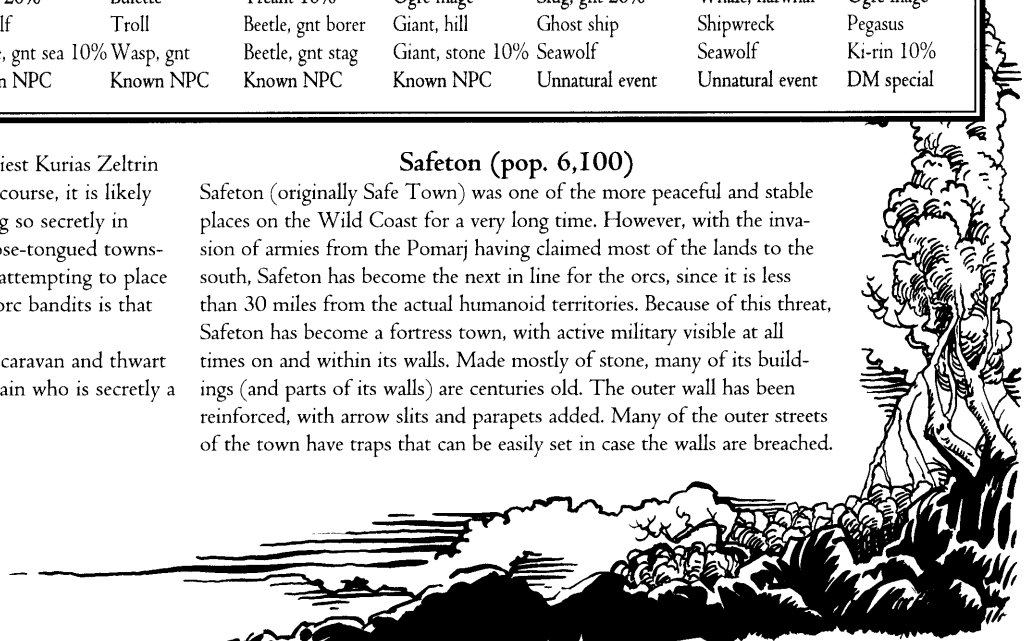 Troll Beetle, gnt borer Giant, hill Ghost ship Shipwreck Pegasus
gnt sea 10% Wasp, gnt Beetle, gnt stag Giant, stone 10% Seawolf Seawolf Ki-rin 10%
NPC Known NPC Known NPC Known NPC Unnatural event Unnatural event DM special
Kurias Zeltrin
course, it is likely
so secretly in
attempting to place
bandits is that
caravan and thwart
who is secretly a
Safeton (pop. 6,100)
Safeton (originally Safe Town) was one of the more peaceful and stable
places on the Wild Coast for a very long time. However, with the inva-
sion of armies from the Pomarj having claimed most of the lands to the
south, Safeton has become the next in line for the orcs, since it is less
than 30 miles from the actual humanoid territories. Because of this threat,
Safeton has become a fortress town, with active military visible at all
times on and within its walls. Made mostly of stone, many of its build-
ings (and parts of its walls) are centuries old. The outer wall has been
reinforced, with arrow slits and parapets added. Many of the outer streets
of the town have traps that can be easily set in case the walls are breached.